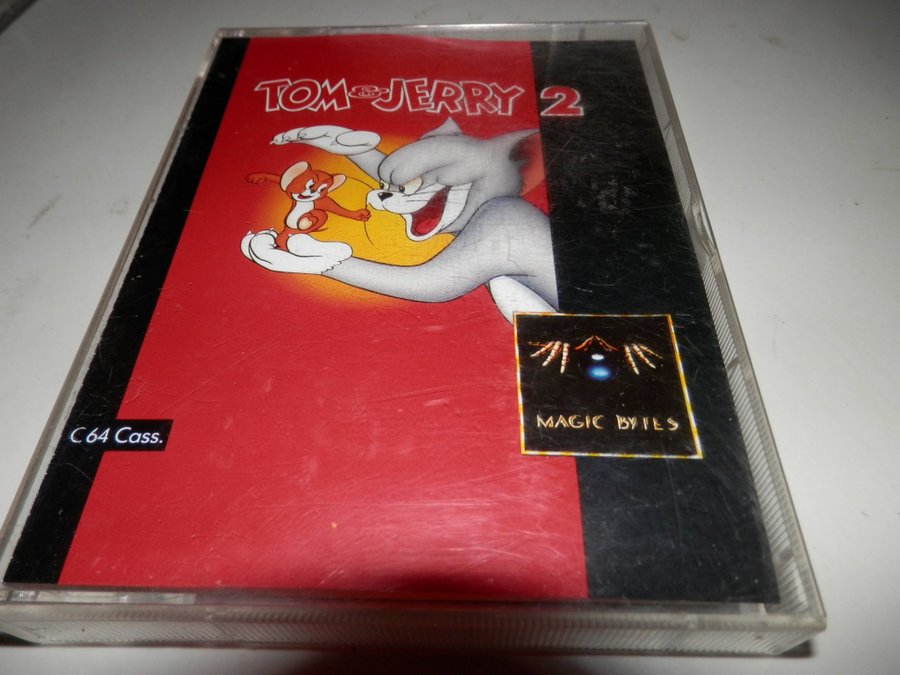 TOM & JERRY 2
MAGIC BYTES
C 64 Cass.